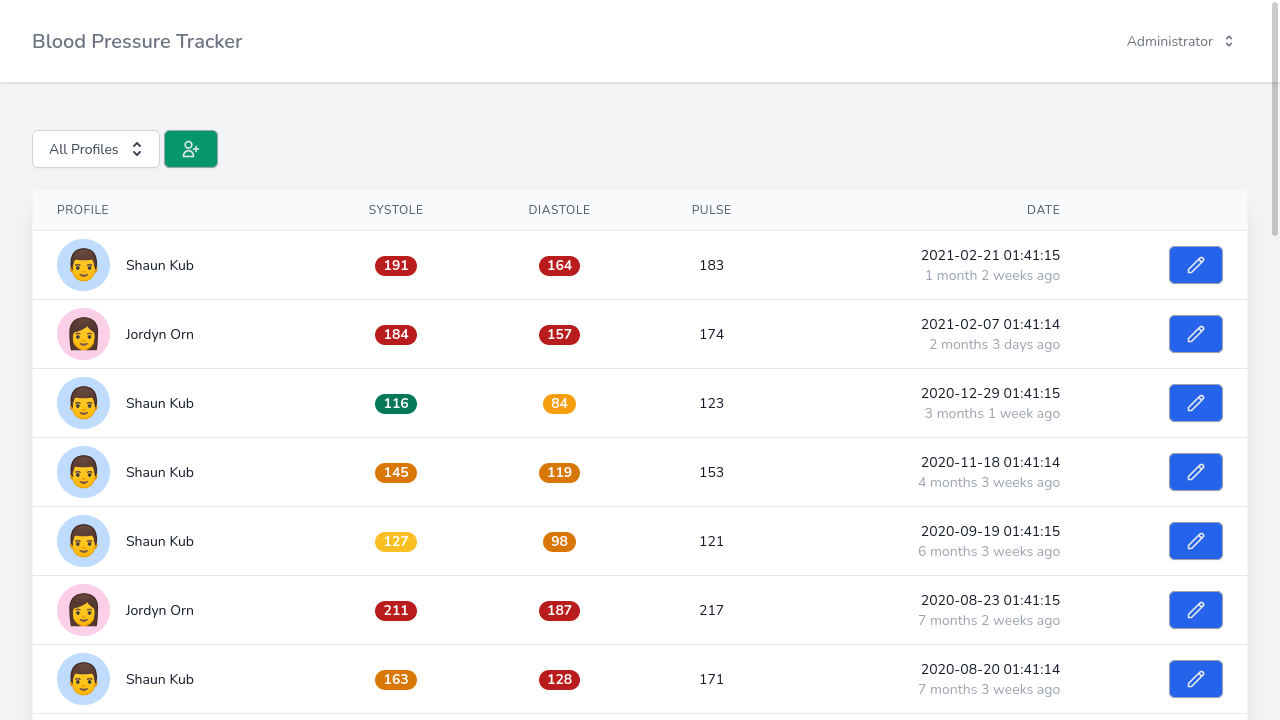 Blood Pressure Tracker
Administrator
All Profiles
PROFILE SYSTOLE DIASTOLE PULSE DATE
Shaun Kub 191 164 183 2021-02-21 01:41:15
1 month 2 weeks ago
Jordyn Orn 184 157 174 2021-02-07 01:41:14
2 months 3 days ago
Shaun Kub 116 84 123 2020-12-29 01:41:15
3 months 1 week ago
Shaun Kub 145 119 153 2020-11-18 01:41:14
4 months 3 weeks ago
Shaun Kub 127 98 121 2020-09-19 01:41:15
6 months 3 weeks ago
Jordyn Orn 211 187 217 2020-08-23 01:41:15
7 months 2 weeks ago
Shaun Kub 163 128 171 2020-08-20 01:41:14
7 months 3 weeks ago